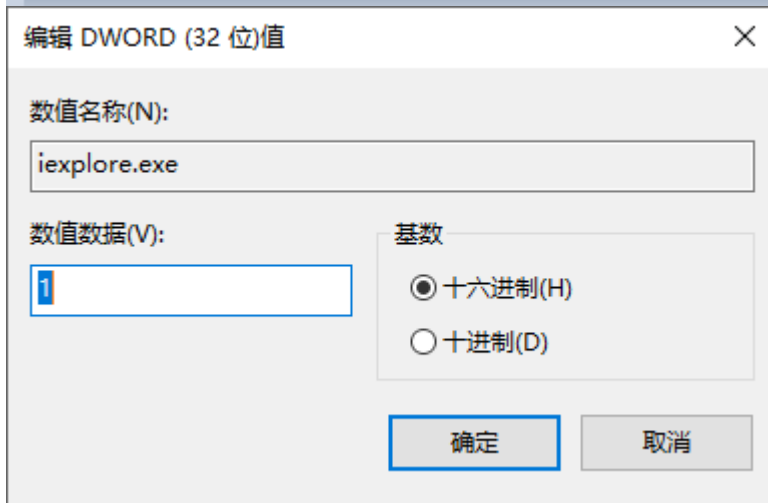 编辑 DWORD (32 位)值
数值名称(N):
iexplore.exe
数值数据(V):
1
基数
十六进制(H)
十进制(D)
确定
取消